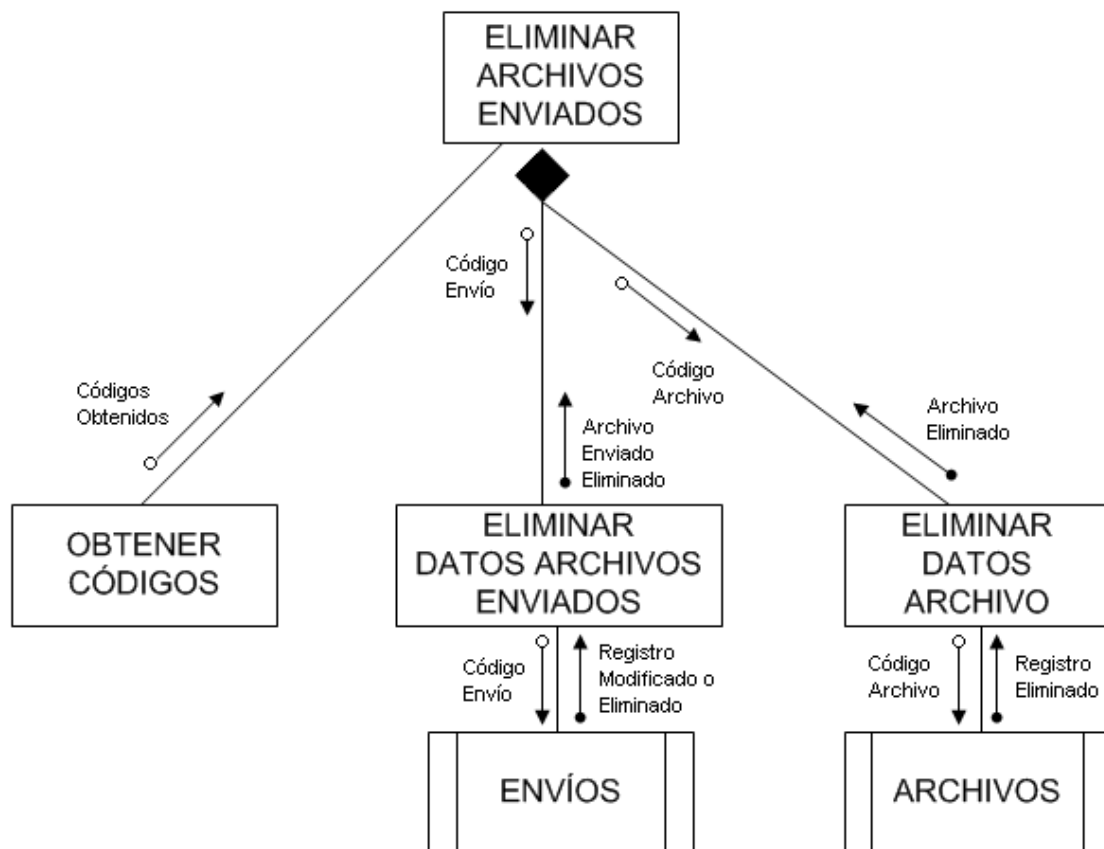 ELIMINAR
ARCHIVOS
ENVIADOS
Código
Envío
Código
Archivo
Códigos
Obtenidos
Archivo
Enviado
Eliminado
Archivo
Eliminado
OBTENER
CÓDIGOS
ELIMINAR
DATOS ARCHIVOS
ENVIADOS
ELIMINAR
DATOS
ARCHIVO
Código
Envío
Registro
Modificado o
Eliminado
Código
Archivo
Registro
Eliminado
ENVÍOS
ARCHIVOS